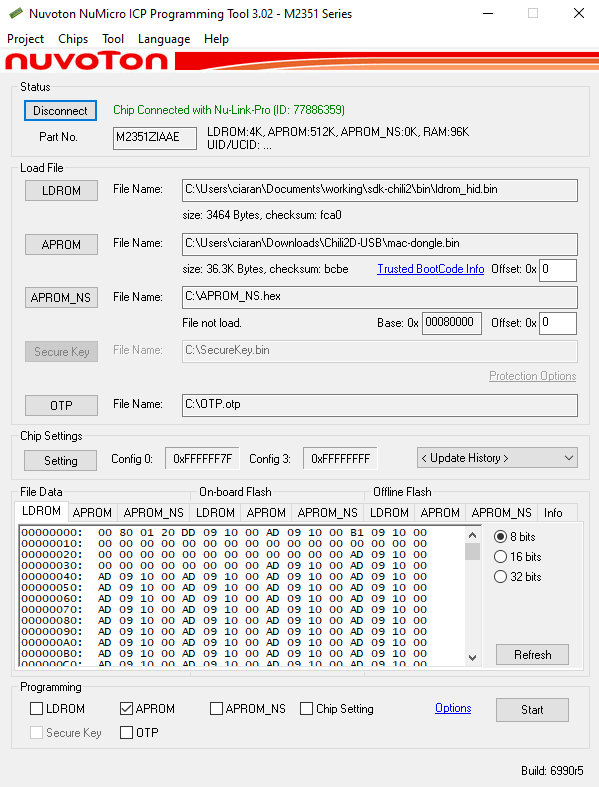 Nuvoton NuMicro ICP Programming Tool 3.02 - M2351 Series
Project Chips Tool Language Help
nuvoTon
Status
Disconnect Chip Connected with Nu-Link-Pro (ID: 77886359)
Part No. M2351ZIAAE LDROM:4K, APROM:512K, APROM_NS:0K, RAM:96K
UID/UCID: ...
Load File
LDROM File Name: C:\Users\ciaran\Documents\working\sdk-chili2\bin\ldrom_hid.bin
size: 3464 Bytes, checksum: fca0
APROM File Name: C:\Users\ciaran\Downloads\Chili2D-USB\mac-dongle.bin
size: 36.3K Bytes, checksum: bcbe Trusted BootCode Info Offset: 0x 0
APROM_NS File Name: C:\APROM_NS.hex
File not load. Base: 0x 00080000 Offset: 0x 0
Secure Key File Name: C:\SecureKey.bin
Protection Options
OTP File Name: C:\OTP.otp
Chip Settings
Setting Config 0: 0xFFFFFF7F Config 3: 0xFFFFFFFF < Update History >
File Data On-board Flash Offline Flash
LDROM APROM APROM_NS LDROM APROM APROM_NS LDROM APROM APROM_NS Info
00000000: 00 80 01 20 DD 09 10 00 AD 09 10 00 B1 09 10 00
00000010: 00 00 00 00 00 00 00 00 00 00 00 00 00 00 00 00
00000020: 00 00 00 00 00 00 00 00 00 00 00 00 00 00 00 00
00000030: 00 00 00 00 00 00 00 00 00 00 00 00 00 00 00 00
00000040: AD 09 10 00 AD 09 10 00 AD 09 10 00 AD 09 10 00
00000050: AD 09 10 00 AD 09 10 00 AD 09 10 00 AD 09 10 00
00000060: AD 09 10 00 AD 09 10 00 AD 09 10 00 AD 09 10 00
00000070: AD 09 10 00 AD 09 10 00 AD 09 10 00 AD 09 10 00
00000080: AD 09 10 00 AD 09 10 00 AD 09 10 00 AD 09 10 00
00000090: AD 09 10 00 AD 09 10 00 AD 09 10 00 AD 09 10 00
000000A0: AD 09 10 00 AD 09 10 00 AD 09 10 00 AD 09 10 00
000000B0: AD 09 10 00 AD 09 10 00 AD 09 10 00 AD 09 10 00
000000C0: AD 09 10 00 AD 09 10 00 AD 09 10 00 AD 09 10 00
8 bits
16 bits
32 bits
Refresh
Programming
LDROM APROM APROM_NS Chip Setting Options Start
Secure Key OTP
Build: 6990r5